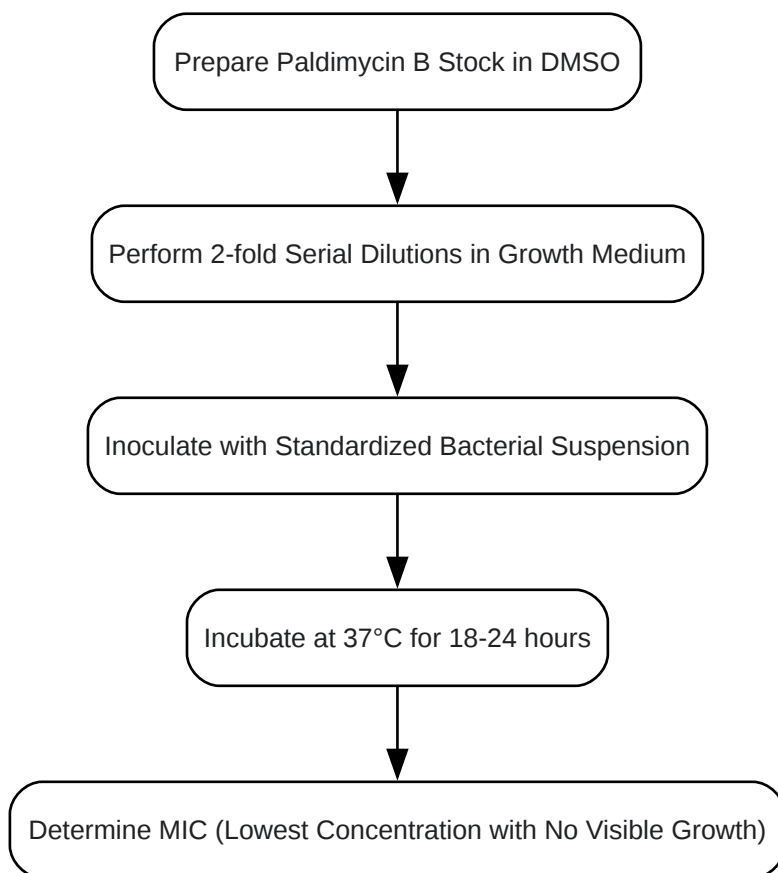 Prepare Paldimycin B Stock in DMSO
Perform 2-fold Serial Dilutions in Growth Medium
Inoculate with Standardized Bacterial Suspension
Incubate at 37°C for 18-24 hours
Determine MIC (Lowest Concentration with No Visible Growth)